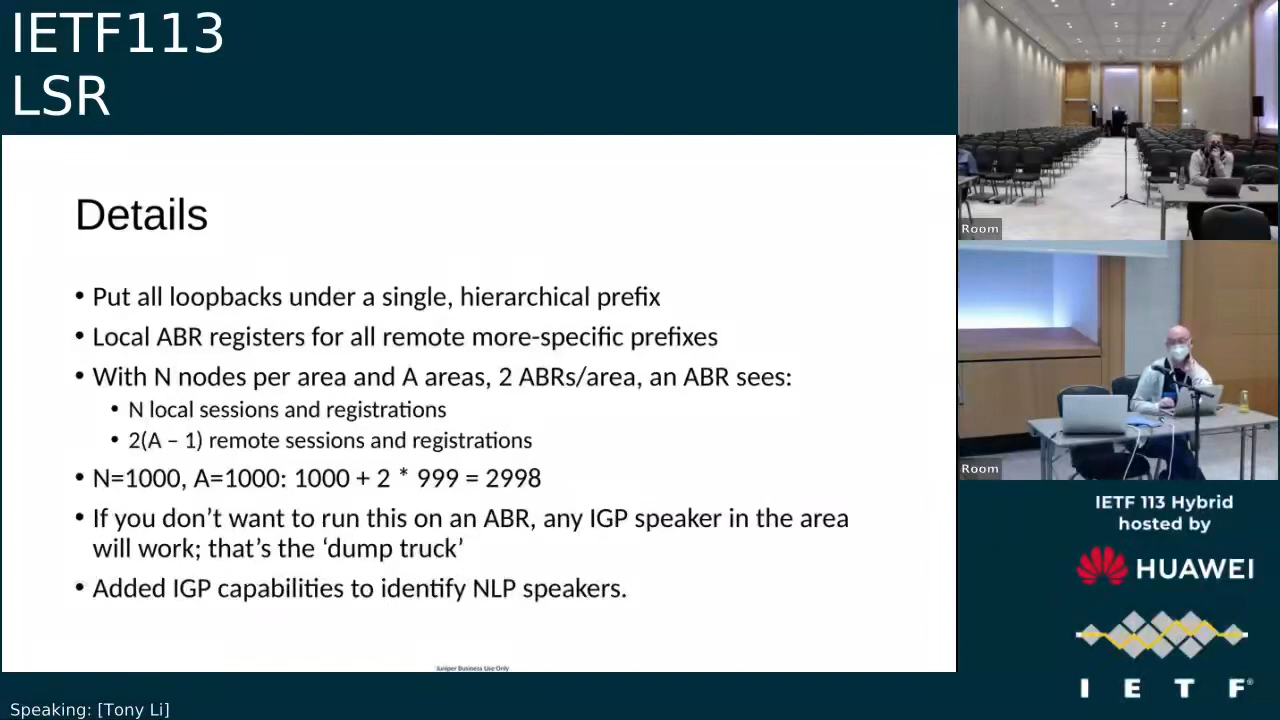 IETF113
LSR
Details
• Put all loopbacks under a single, hierarchical prefix
• Local ABR registers for all remote more-specific prefixes
• With N nodes per area and A areas, 2 ABRs/area, an ABR sees:
• N local sessions and registrations
• 2(A – 1) remote sessions and registrations
• N=1000, A=1000: 1000 + 2 * 999 = 2998
• If you don’t want to run this on an ABR, any IGP speaker in the area
will work; that’s the ‘dump truck’
• Added IGP capabilities to identify NLP speakers.
Juniper Business Use Only
Speaking: [Tony Li]
Room
Room
IETF 113 Hybrid
hosted by
HUAWEI
I E T F®